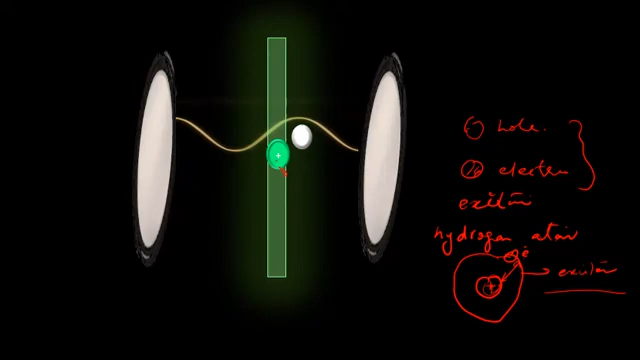 hole.
electron
exciton
hydrogen atom
+ e
+ exciton